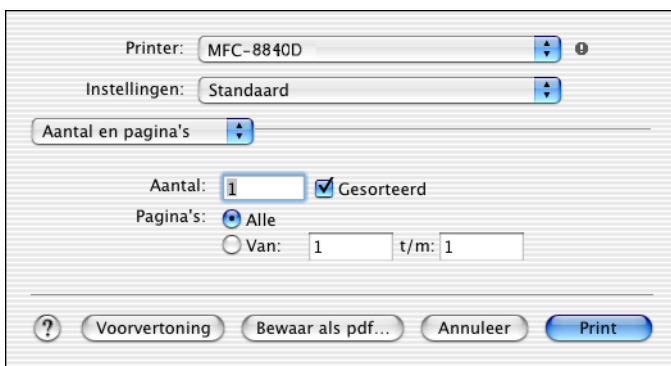 Printer: MFC-8840D
Instellingen: Standaard
Aantal en pagina's
Aantal: 1 Gesorteerd
Pagina's: Alle
Van: 1 t/m: 1
? Voorvertoning Bewaar als pdf... Annuleer Print